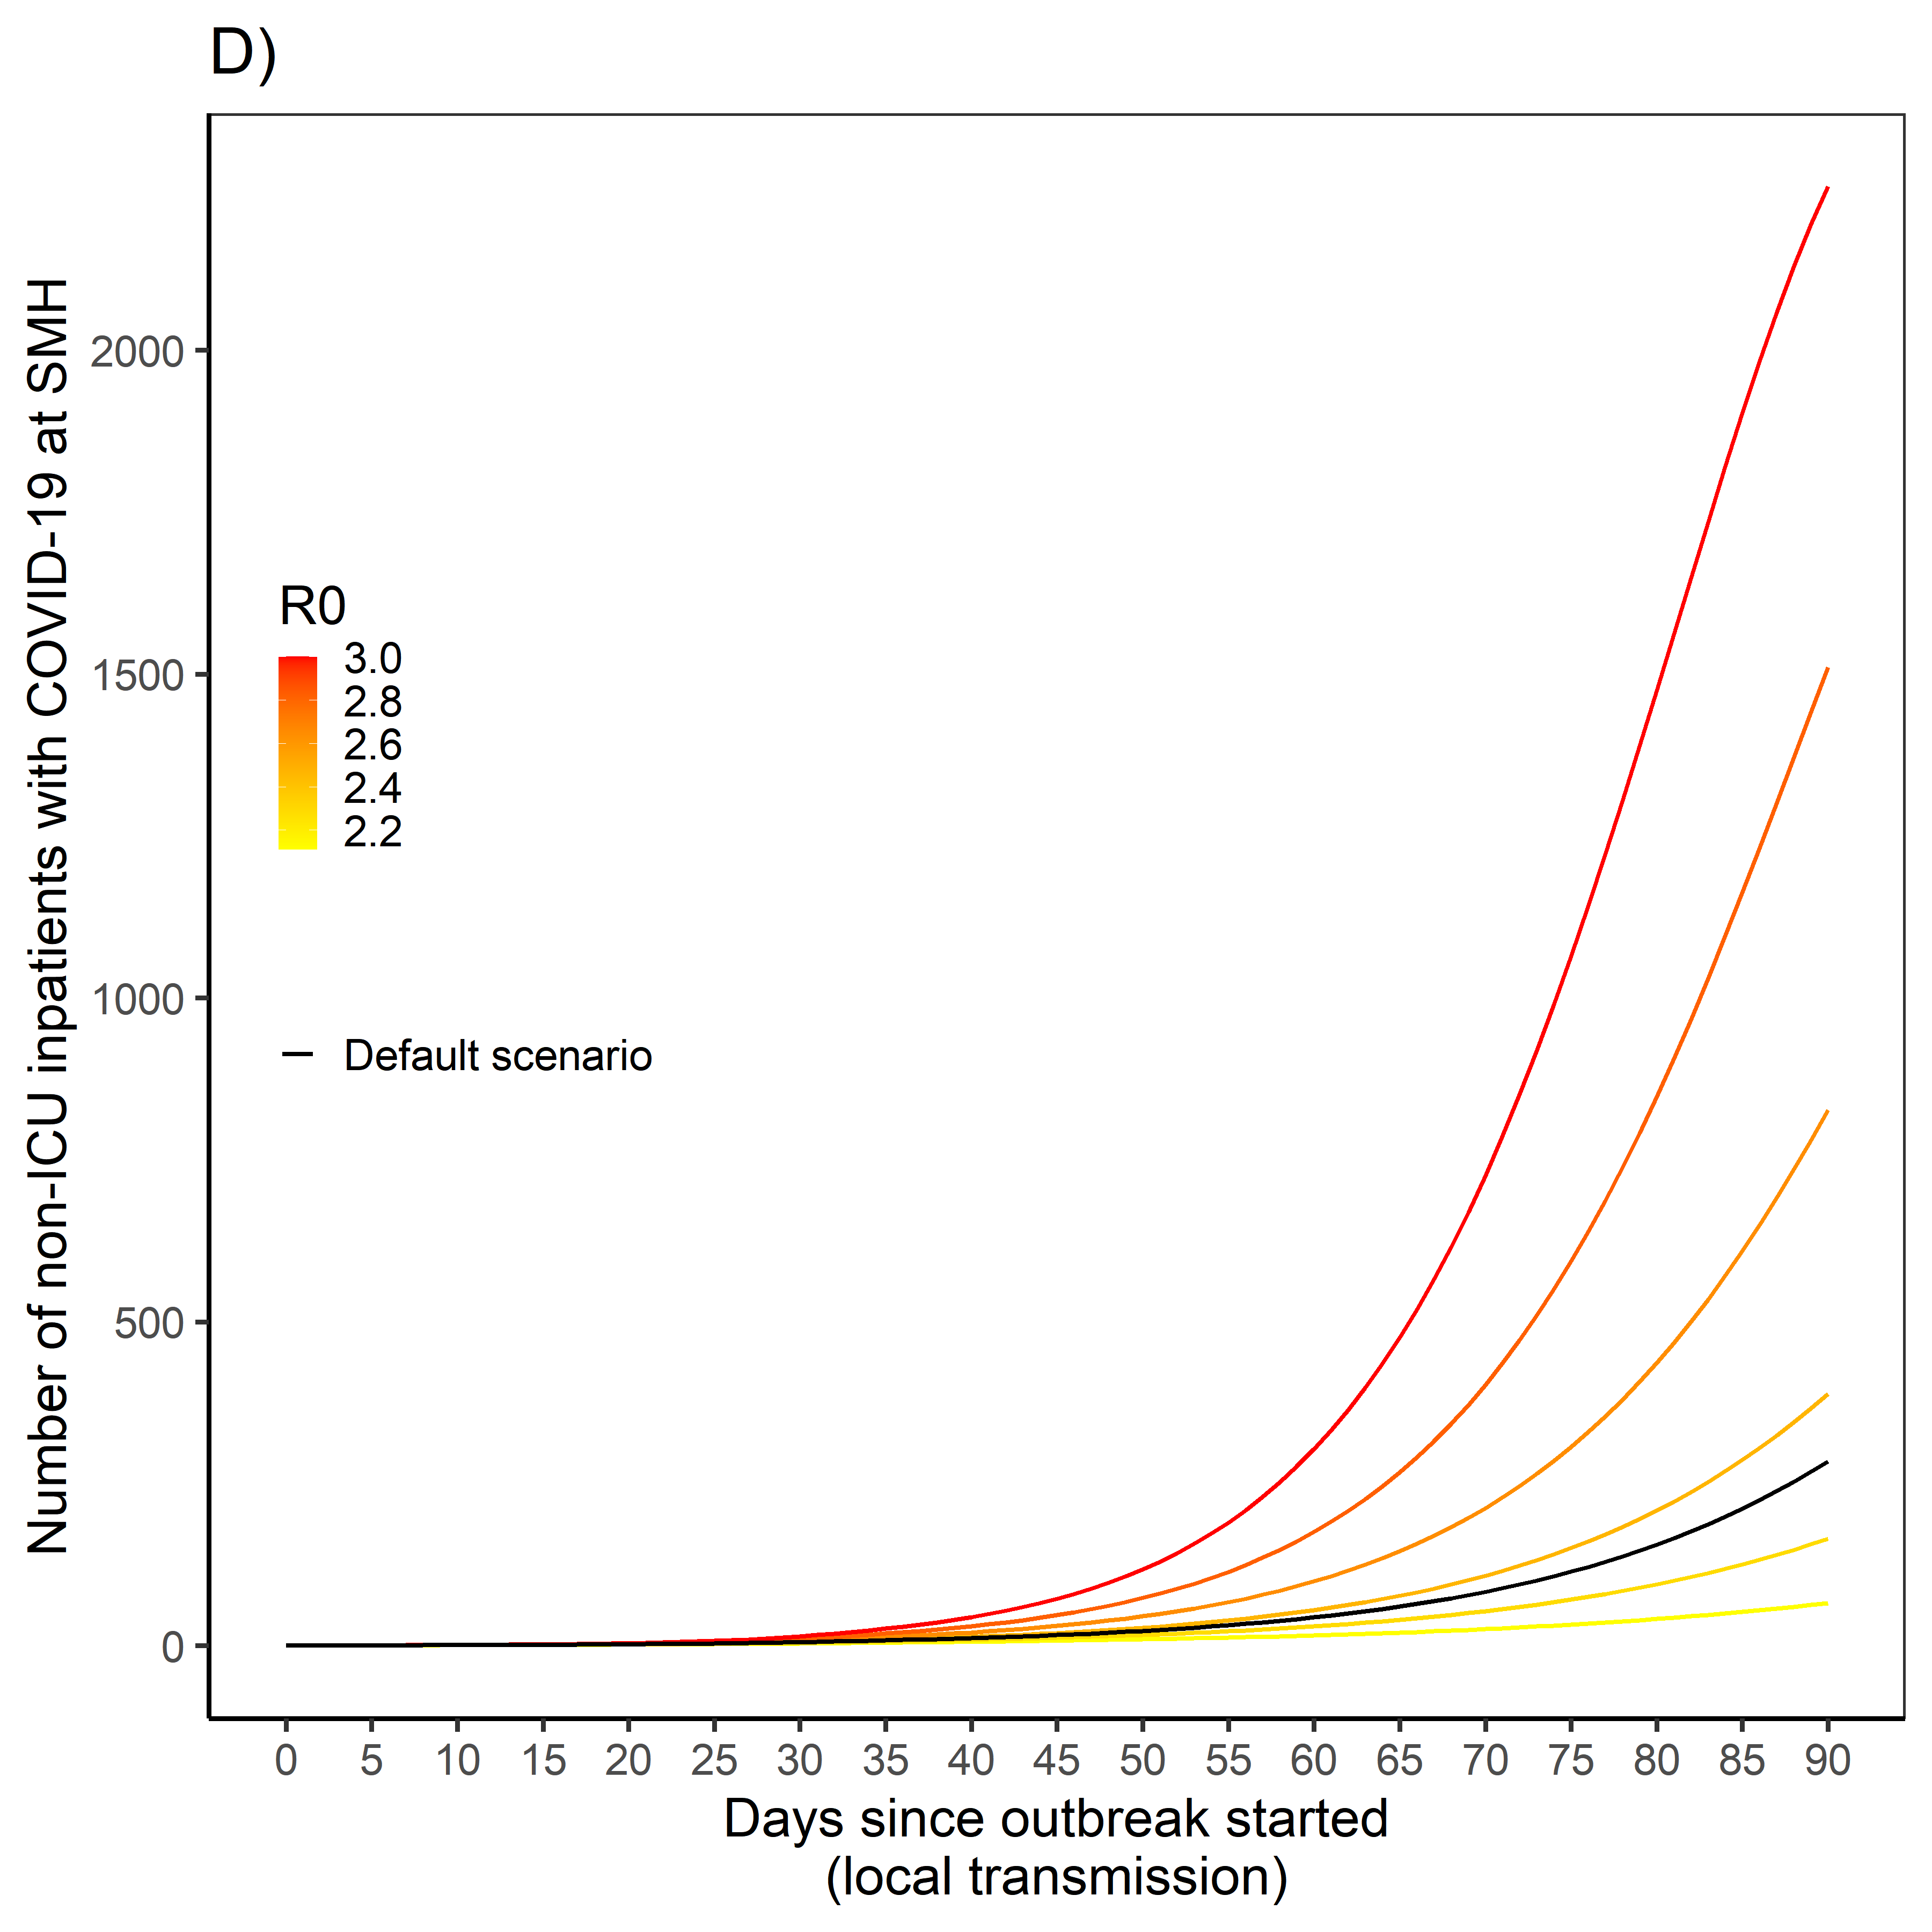 D)
Number of non-ICU inpatients with COVID-19 at SMH
2000
1500
1000
500
0
R0
3.0
2.8
2.6
2.4
2.2
Default scenario
0 5 10 15 20 25 30 35 40 45 50 55 60 65 70 75 80 85 90
Days since outbreak started
(local transmission)